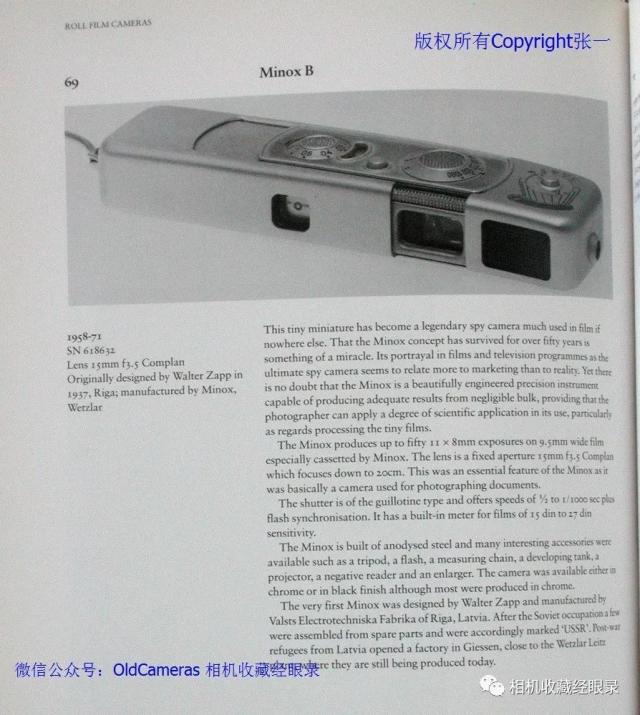 ROLL FILM CAMERAS
版权所有Copyright张一
69
Minox B
1958-71
SN 618632
Lens 15mm f3.5 Complan
Originally designed by Walter Zapp in
1937, Riga; manufactured by Minox,
Wetzlar
This tiny miniature has become a legendary spy camera much used in film if
nowhere else. That the Minox concept has survived for over fifty years is
something of a miracle. Its portrayal in films and television programmes as the
ultimate spy camera seems to relate more to marketing than to reality. Yet there
is no doubt that the Minox is a beautifully engineered precision instrument
capable of producing adequate results from negligible bulk, providing that the
photographer can apply a degree of scientific application in its use, particularly
as regards processing the tiny films.
The Minox produces up to fifty 11 × 8mm exposures on 9.5mm wide film
especially cassetted by Minox. The lens is a fixed aperture 15mm f3.5 Complan
which focuses down to 20cm. This was an essential feature of the Minox as it
was basically a camera used for photographing documents.
The shutter is of the guillotine type and offers speeds of ½ to 1/1000 sec plus
flash synchronisation. It has a built-in meter for films of 15 din to 27 din
sensitivity.
The Minox is built of anodysed steel and many interesting accessories were
available such as a tripod, a flash, a measuring chain, a developing tank, a
projector, a negative reader and an enlarger. The camera was available either in
chrome or in black finish although most were produced in chrome.
The very first Minox was designed by Walter Zapp and manufactured by
Valsts Electrotechniska Fabrika of Riga, Latvia. After the Soviet occupation a few
were assembled from spare parts and were accordingly marked 'USSR'. Post-war
refugees from Latvia opened a factory in Giessen, close to the Wetzlar Leitz
where they are still being produced today.
微信公众号：OldCameras 相机收藏经眼录
相机收藏经眼录